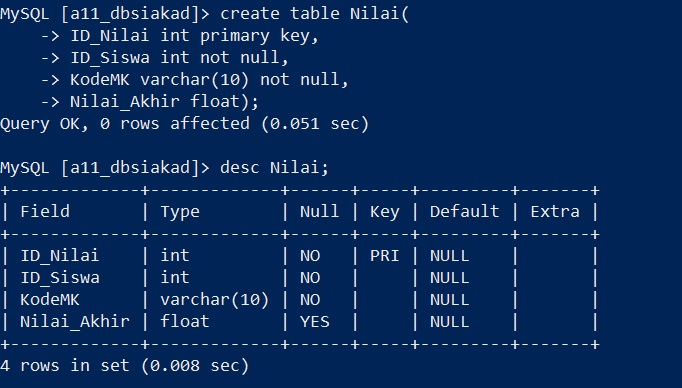 MySQL [a11_dbsiakad]> create table Nilai(
    -> ID_Nilai int primary key,
    -> ID_Siswa int not null,
    -> KodeMK varchar(10) not null,
    -> Nilai_Akhir float);
Query OK, 0 rows affected (0.051 sec)

MySQL [a11_dbsiakad]> desc Nilai;
+-------------+-------------+------+-----+---------+-------+
| Field       | Type        | Null | Key | Default | Extra |
+-------------+-------------+------+-----+---------+-------+
| ID_Nilai    | int         | NO   | PRI | NULL    |       |
| ID_Siswa    | int         | NO   |     | NULL    |       |
| KodeMK      | varchar(10) | NO   |     | NULL    |       |
| Nilai_Akhir | float       | YES  |     | NULL    |       |
+-------------+-------------+------+-----+---------+-------+
4 rows in set (0.008 sec)